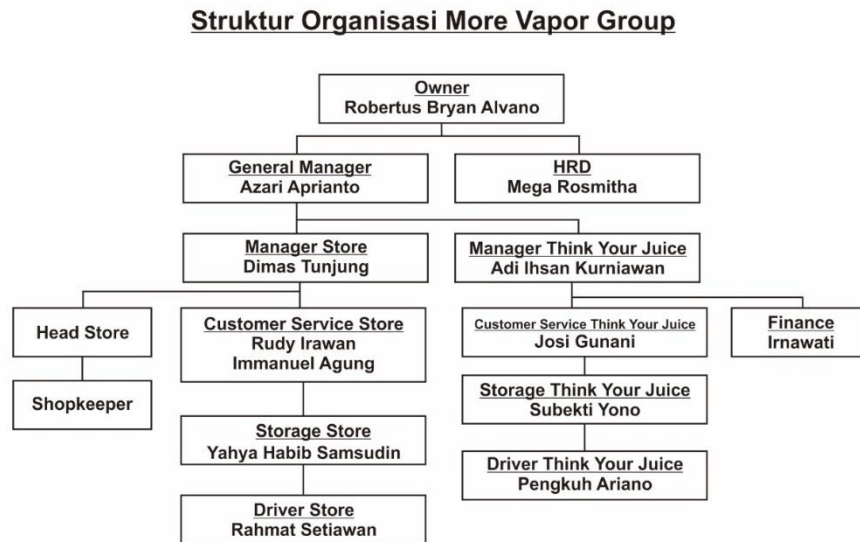 Struktur Organisasi More Vapor Group
Owner
Robertus Bryan Alvano
General Manager
Azari Aprianto
HRD
Mega Rosmitha
Manager Store
Dimas Tunjung
Manager Think Your Juice
Adi Ihsan Kurniawan
Head Store
Customer Service Store
Rudy Irawan
Immanuel Agung
Customer Service Think Your Juice
Josi Gunani
Finance
Irnawati
Shopkeeper
Storage Think Your Juice
Subekti Yono
Storage Store
Yahya Habib Samsudin
Driver Think Your Juice
Pengkuh Ariano
Driver Store
Rahmat Setiawan